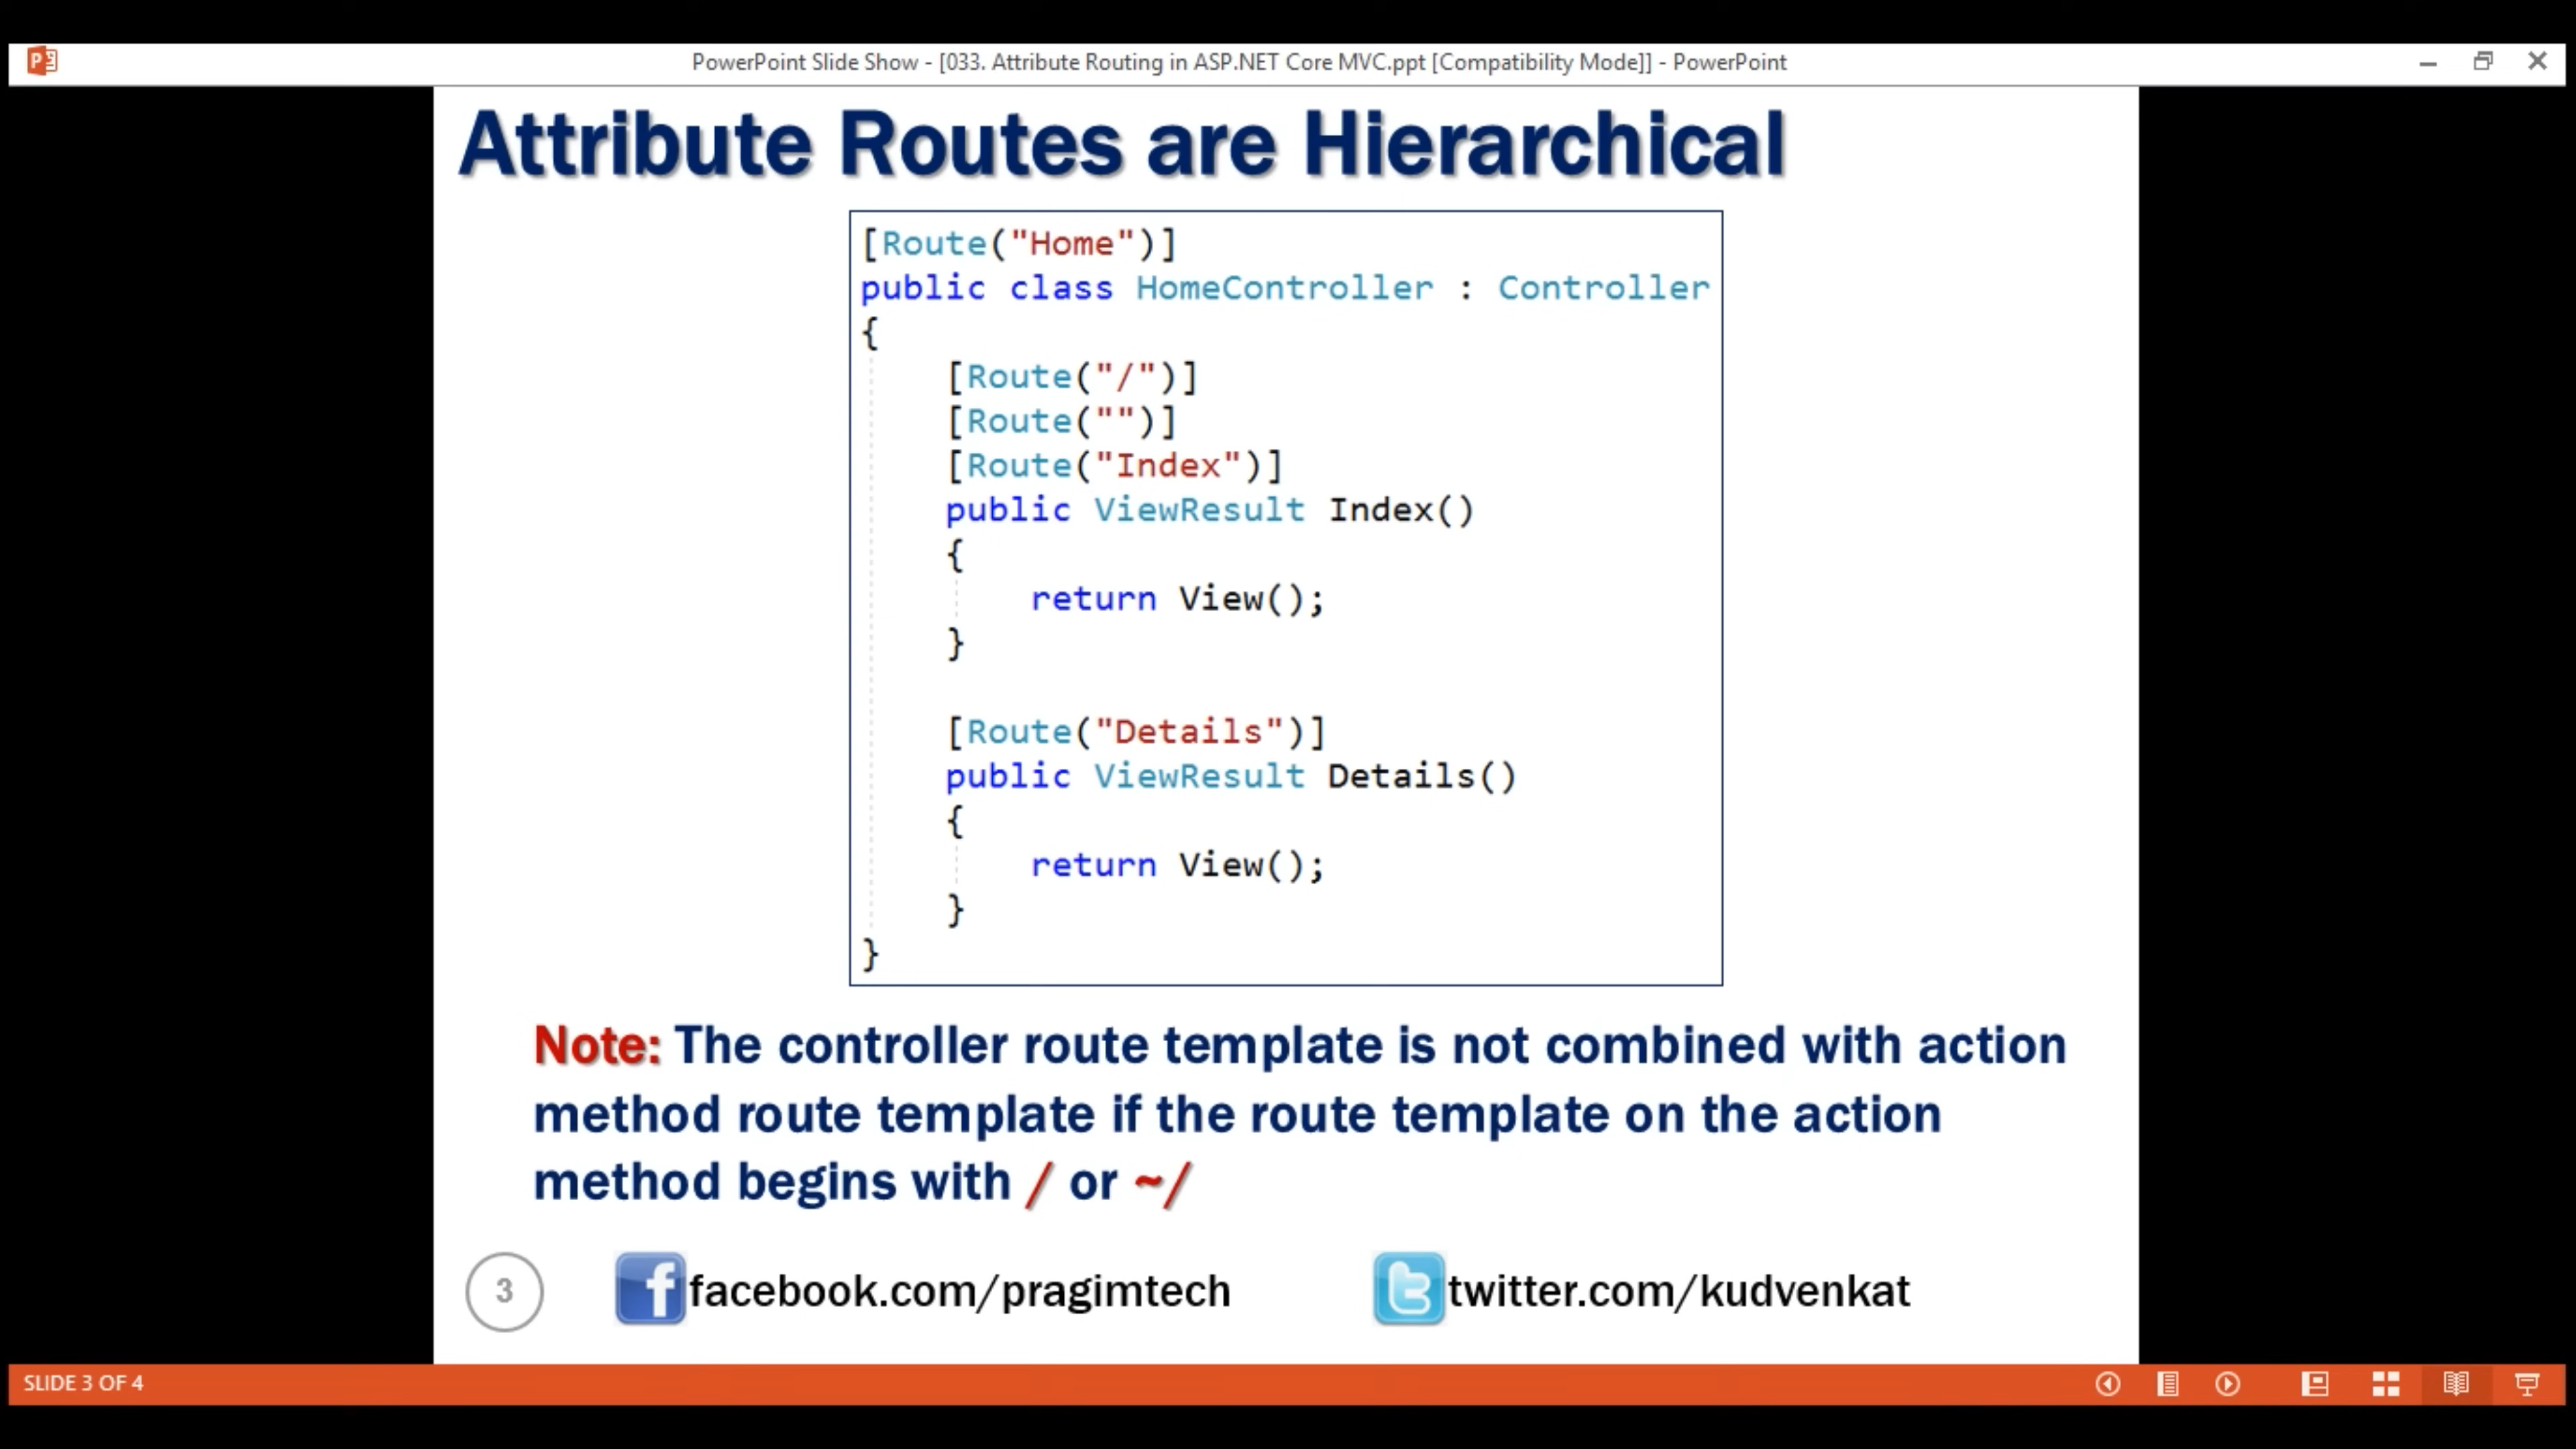 PowerPoint Slide Show - [033. Attribute Routing in ASP.NET Core MVC.ppt [Compatibility Mode]] - PowerPoint
Attribute Routes are Hierarchical
[Route("Home")]
public class HomeController : Controller
{
    [Route("/")]
    [Route("")]
    [Route("Index")]
    public ViewResult Index()
    {
        return View();
    }

    [Route("Details")]
    public ViewResult Details()
    {
        return View();
    }
}
Note: The controller route template is not combined with action
method route template if the route template on the action
method begins with / or ~/
3
facebook.com/pragimtech
twitter.com/kudvenkat
SLIDE 3 OF 4